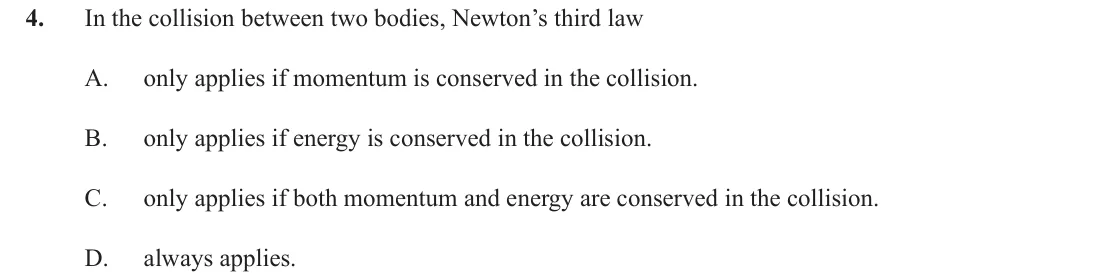 4. In the collision between two bodies, Newton’s third law
A. only applies if momentum is conserved in the collision.
B. only applies if energy is conserved in the collision.
C. only applies if both momentum and energy are conserved in the collision.
D. always applies.